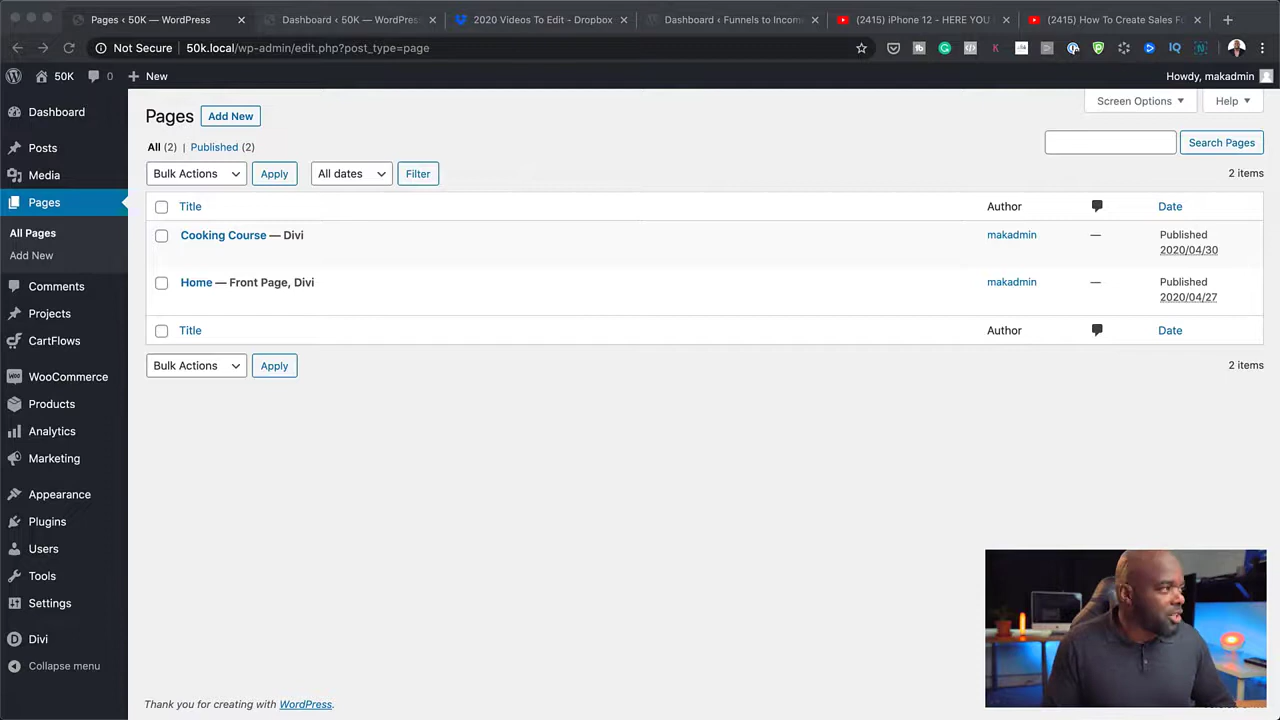 Pages < 50K — WordPress
Dashboard < 50K — WordPres
2020 Videos To Edit - Dropbox
Dashboard < Funnels to Income
(2415) iPhone 12 - HERE YOU
(2415) How To Create Sales F
Not Secure
50k.local/wp-admin/edit.php?post_type=page
50K
0
New
Howdy, makadmin
Dashboard
Posts
Media
Pages
All Pages
Add New
Comments
Projects
CartFlows
WooCommerce
Products
Analytics
Marketing
Appearance
Plugins
Users
Tools
Settings
Divi
Collapse menu
Pages
Add New
Screen Options
Help
All (2) | Published (2)
Search Pages
Bulk Actions
Apply
All dates
Filter
2 items
Title
Author
Date
Cooking Course — Divi
makadmin
—
Published
2020/04/30
Home — Front Page, Divi
makadmin
—
Published
2020/04/27
Title
Author
Date
Bulk Actions
Apply
2 items
Thank you for creating with WordPress.